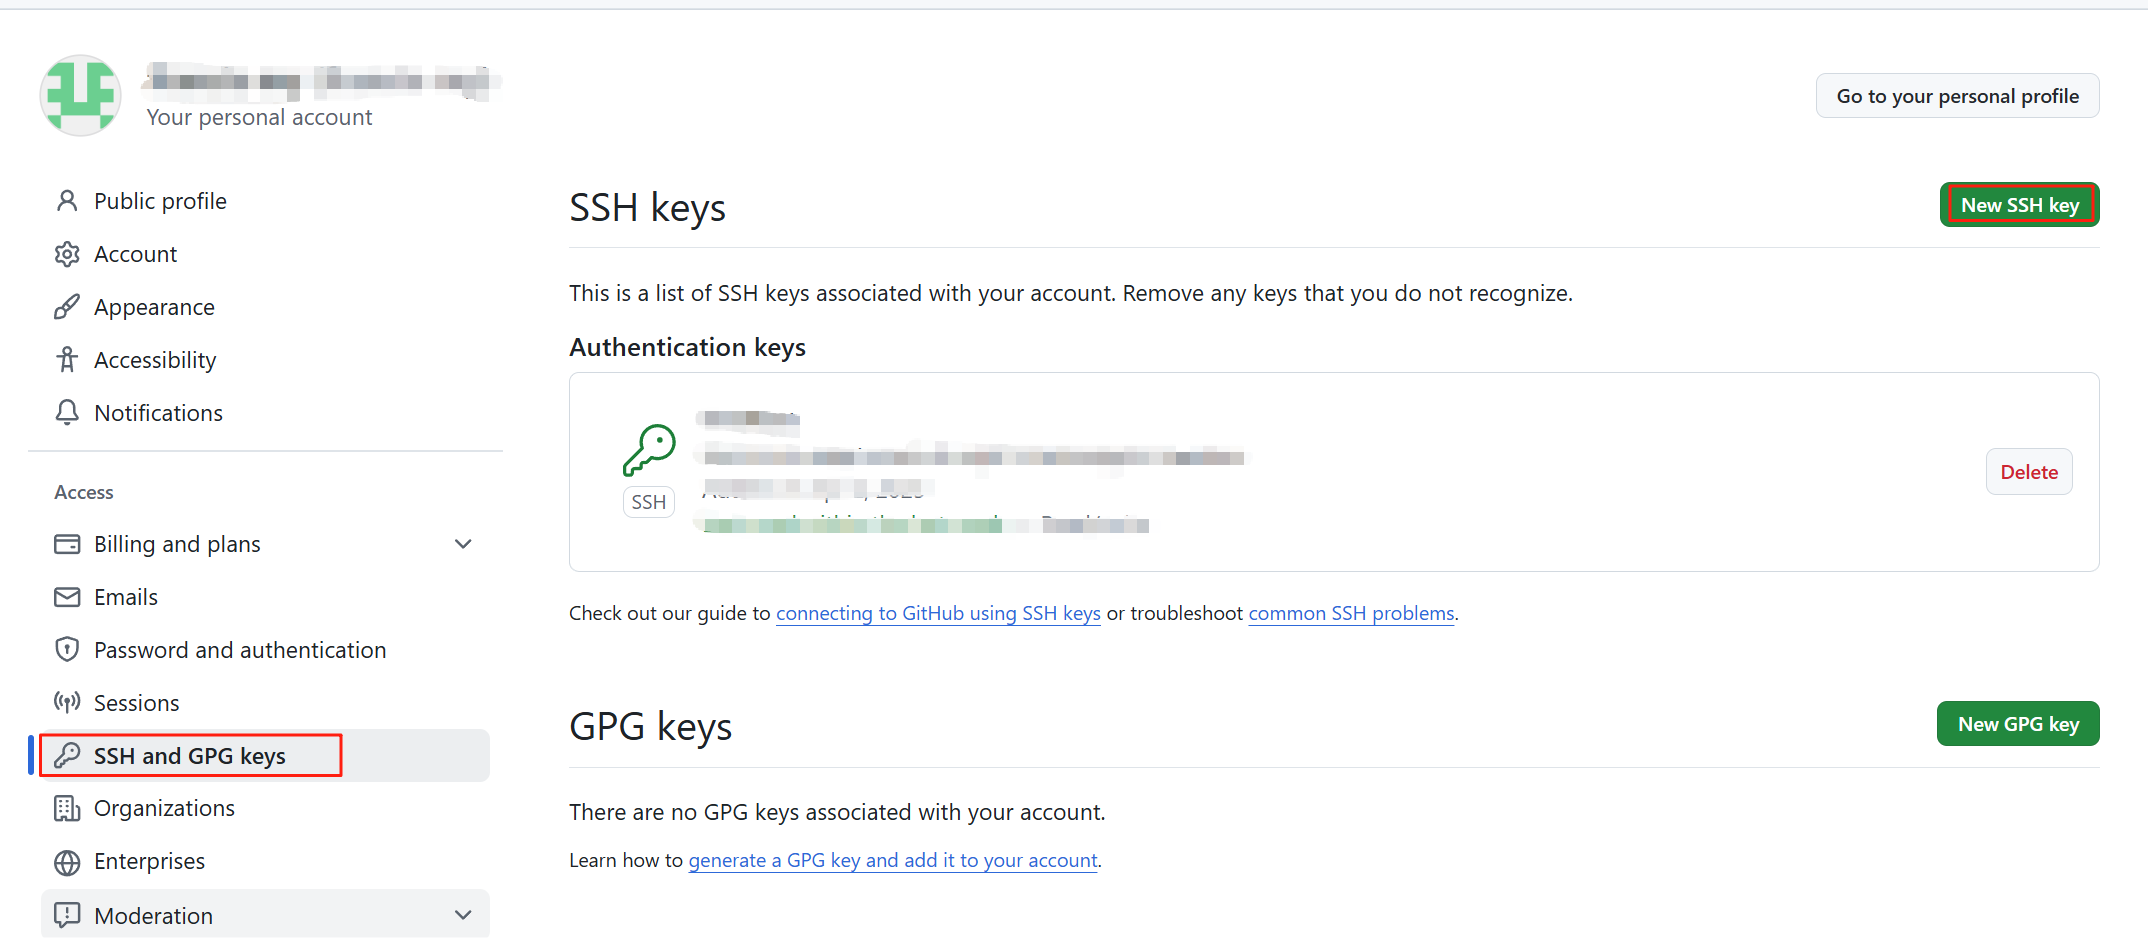 Your personal account
Go to your personal profile
Public profile
Account
Appearance
Accessibility
Notifications
Access
Billing and plans
Emails
Password and authentication
Sessions
SSH and GPG keys
Organizations
Enterprises
Moderation
SSH keys
New SSH key
This is a list of SSH keys associated with your account. Remove any keys that you do not recognize.
Authentication keys
SSH
Delete
Check out our guide to connecting to GitHub using SSH keys or troubleshoot common SSH problems.
GPG keys
New GPG key
There are no GPG keys associated with your account.
Learn how to generate a GPG key and add it to your account.